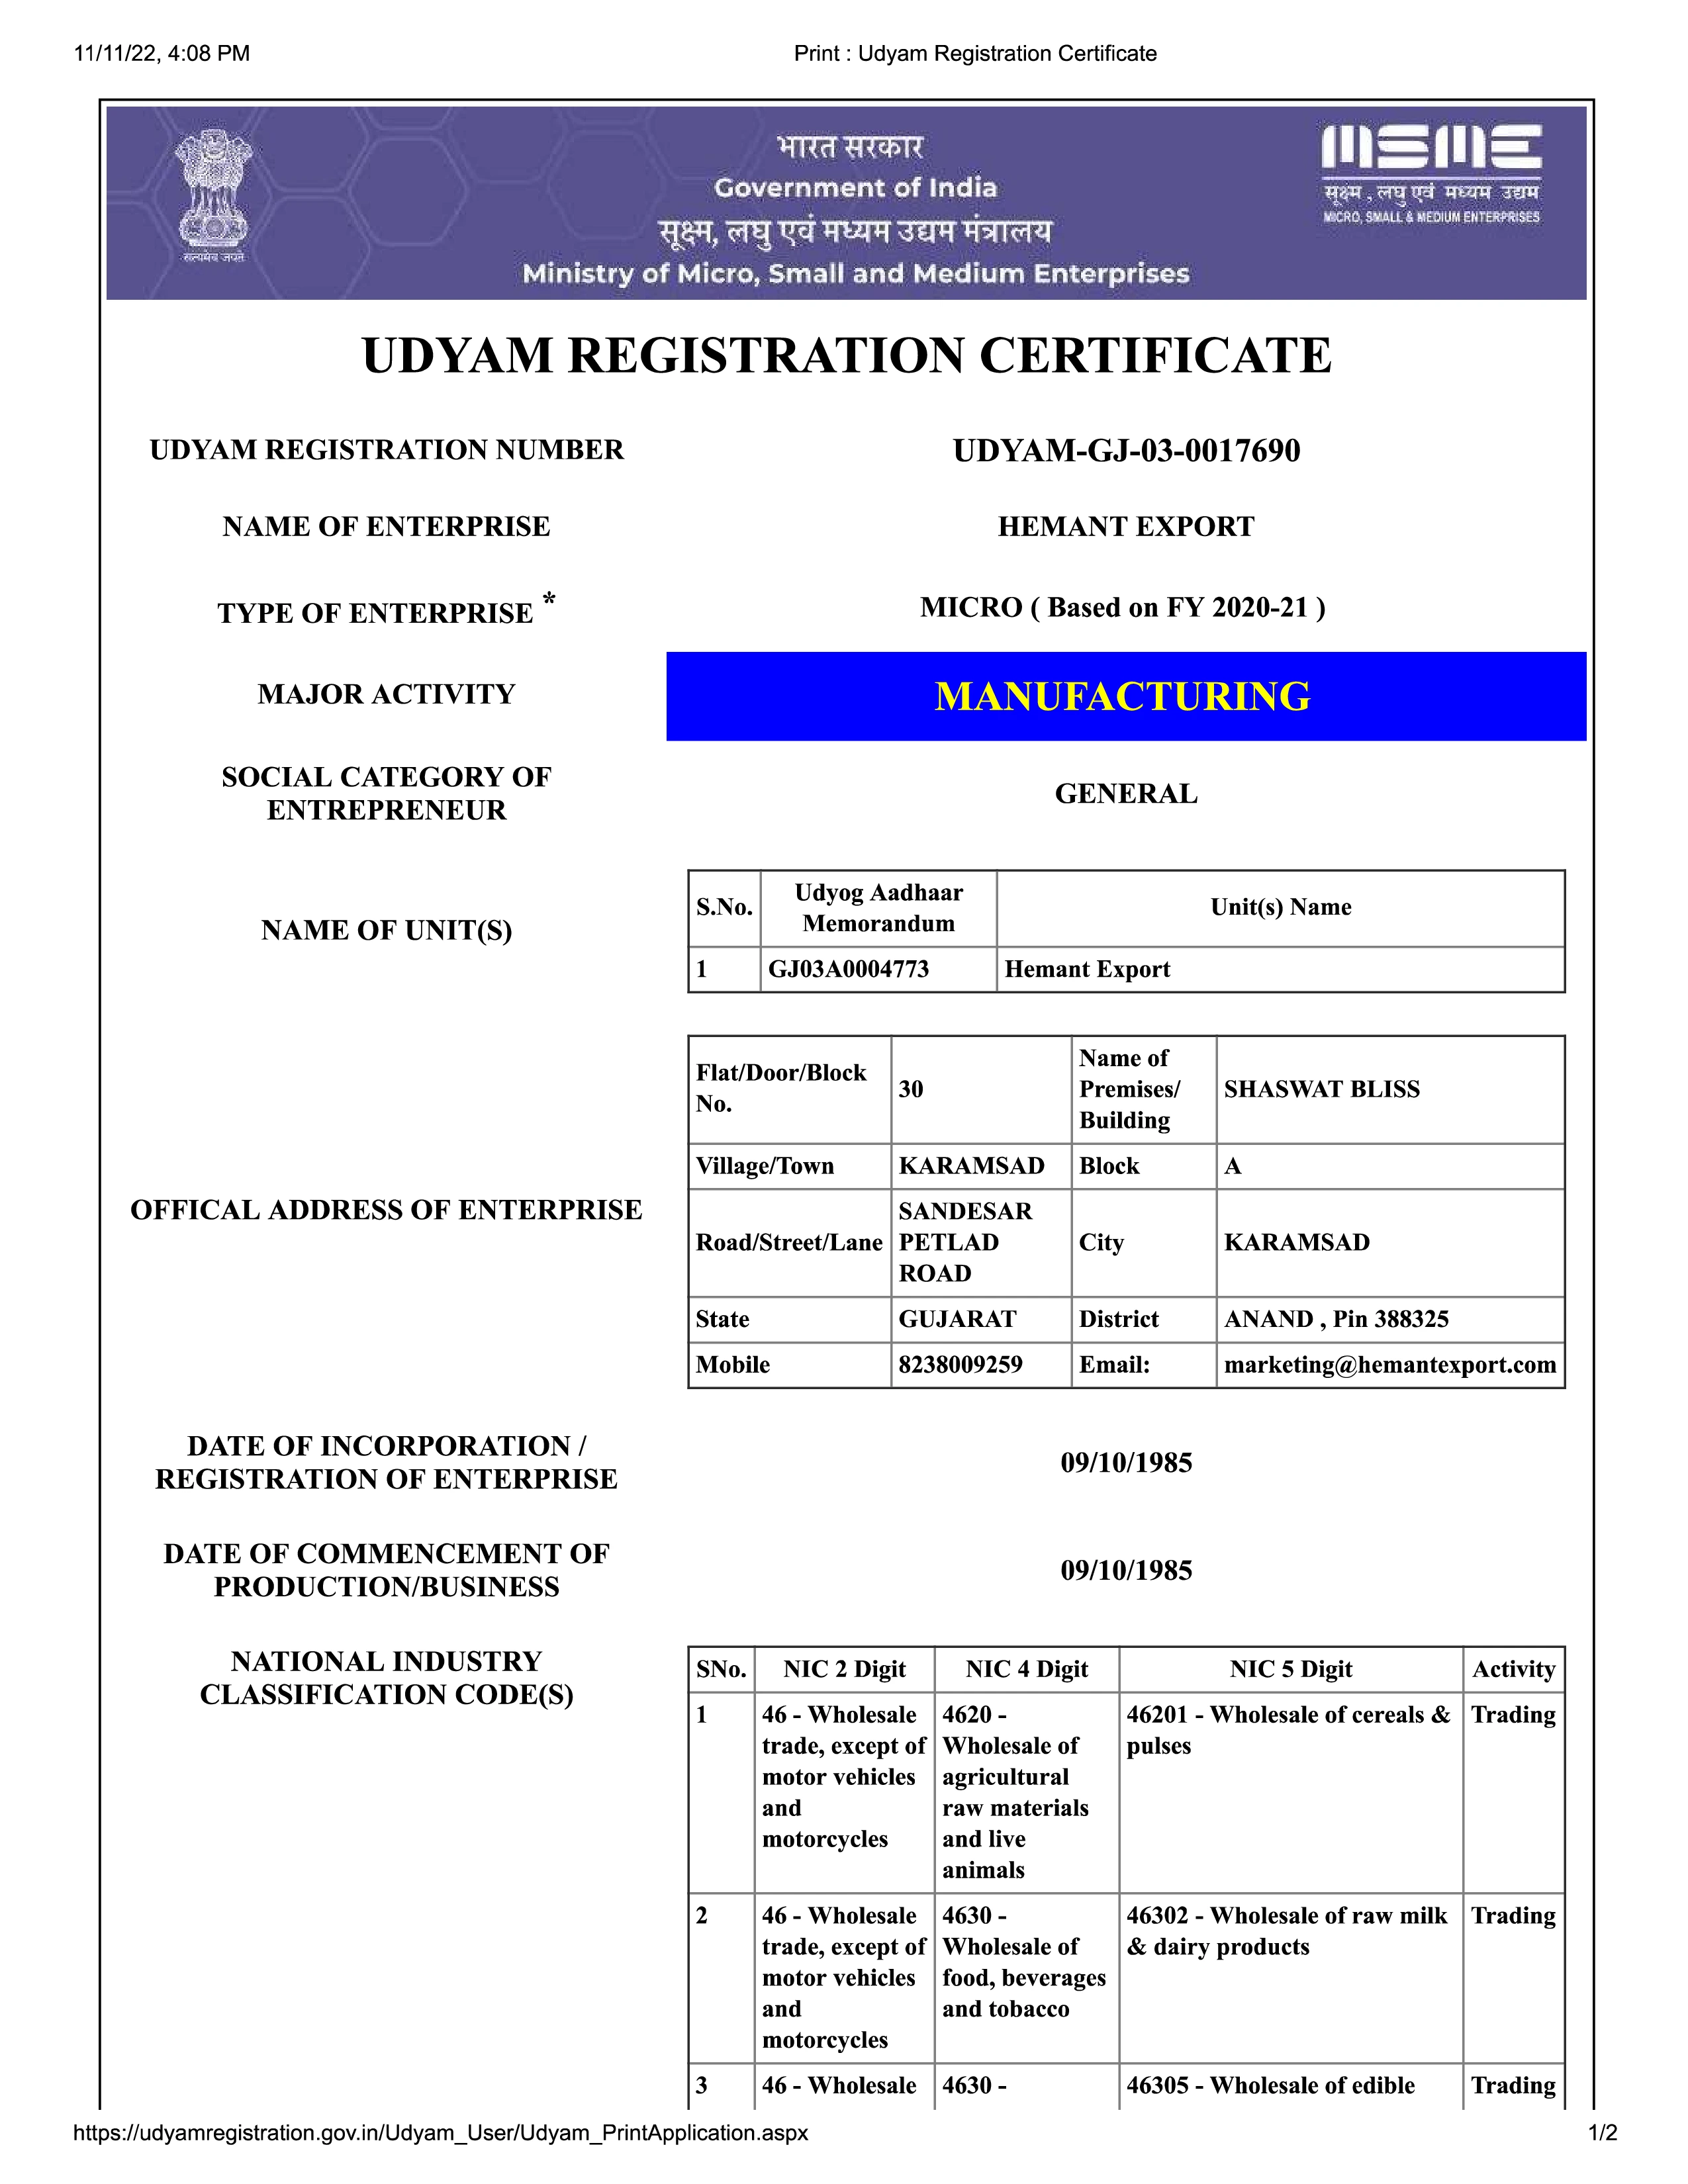 11/11/22, 4:08 PM
Print : Udyam Registration Certificate
भारत सरकार
Government of India
सूक्ष्म, लघु एवं मध्यम उद्यम मंत्रालय
Ministry of Micro, Small and Medium Enterprises
सत्यमेव जयते
MSME
सूक्ष्म, लघु एवं मध्यम उद्यम
MICRO, SMALL & MEDIUM ENTERPRISES
UDYAM REGISTRATION CERTIFICATE
UDYAM REGISTRATION NUMBER
UDYAM-GJ-03-0017690
NAME OF ENTERPRISE
HEMANT EXPORT
TYPE OF ENTERPRISE *
MICRO ( Based on FY 2020-21 )
MAJOR ACTIVITY
MANUFACTURING
SOCIAL CATEGORY OF
ENTREPRENEUR
GENERAL
NAME OF UNIT(S)
S.No.
Udyog Aadhaar
Memorandum
Unit(s) Name
1
GJ03A0004773
Hemant Export
OFFICAL ADDRESS OF ENTERPRISE
Flat/Door/Block
No.
30
Name of
Premises/
Building
SHASWAT BLISS
Village/Town
KARAMSAD
Block
A
Road/Street/Lane
SANDESAR
PETLAD
ROAD
City
KARAMSAD
State
GUJARAT
District
ANAND , Pin 388325
Mobile
8238009259
Email:
marketing@hemantexport.com
DATE OF INCORPORATION /
REGISTRATION OF ENTERPRISE
09/10/1985
DATE OF COMMENCEMENT OF
PRODUCTION/BUSINESS
09/10/1985
NATIONAL INDUSTRY
CLASSIFICATION CODE(S)
SNo.
NIC 2 Digit
NIC 4 Digit
NIC 5 Digit
Activity
1
46 - Wholesale
trade, except of
motor vehicles
and
motorcycles
4620 -
Wholesale of
agricultural
raw materials
and live
animals
46201 - Wholesale of cereals &
pulses
Trading
2
46 - Wholesale
trade, except of
motor vehicles
and
motorcycles
4630 -
Wholesale of
food, beverages
and tobacco
46302 - Wholesale of raw milk
& dairy products
Trading
3
46 - Wholesale
4630 -
46305 - Wholesale of edible
Trading
https://udyamregistration.gov.in/Udyam_User/Udyam_PrintApplication.aspx
1/2